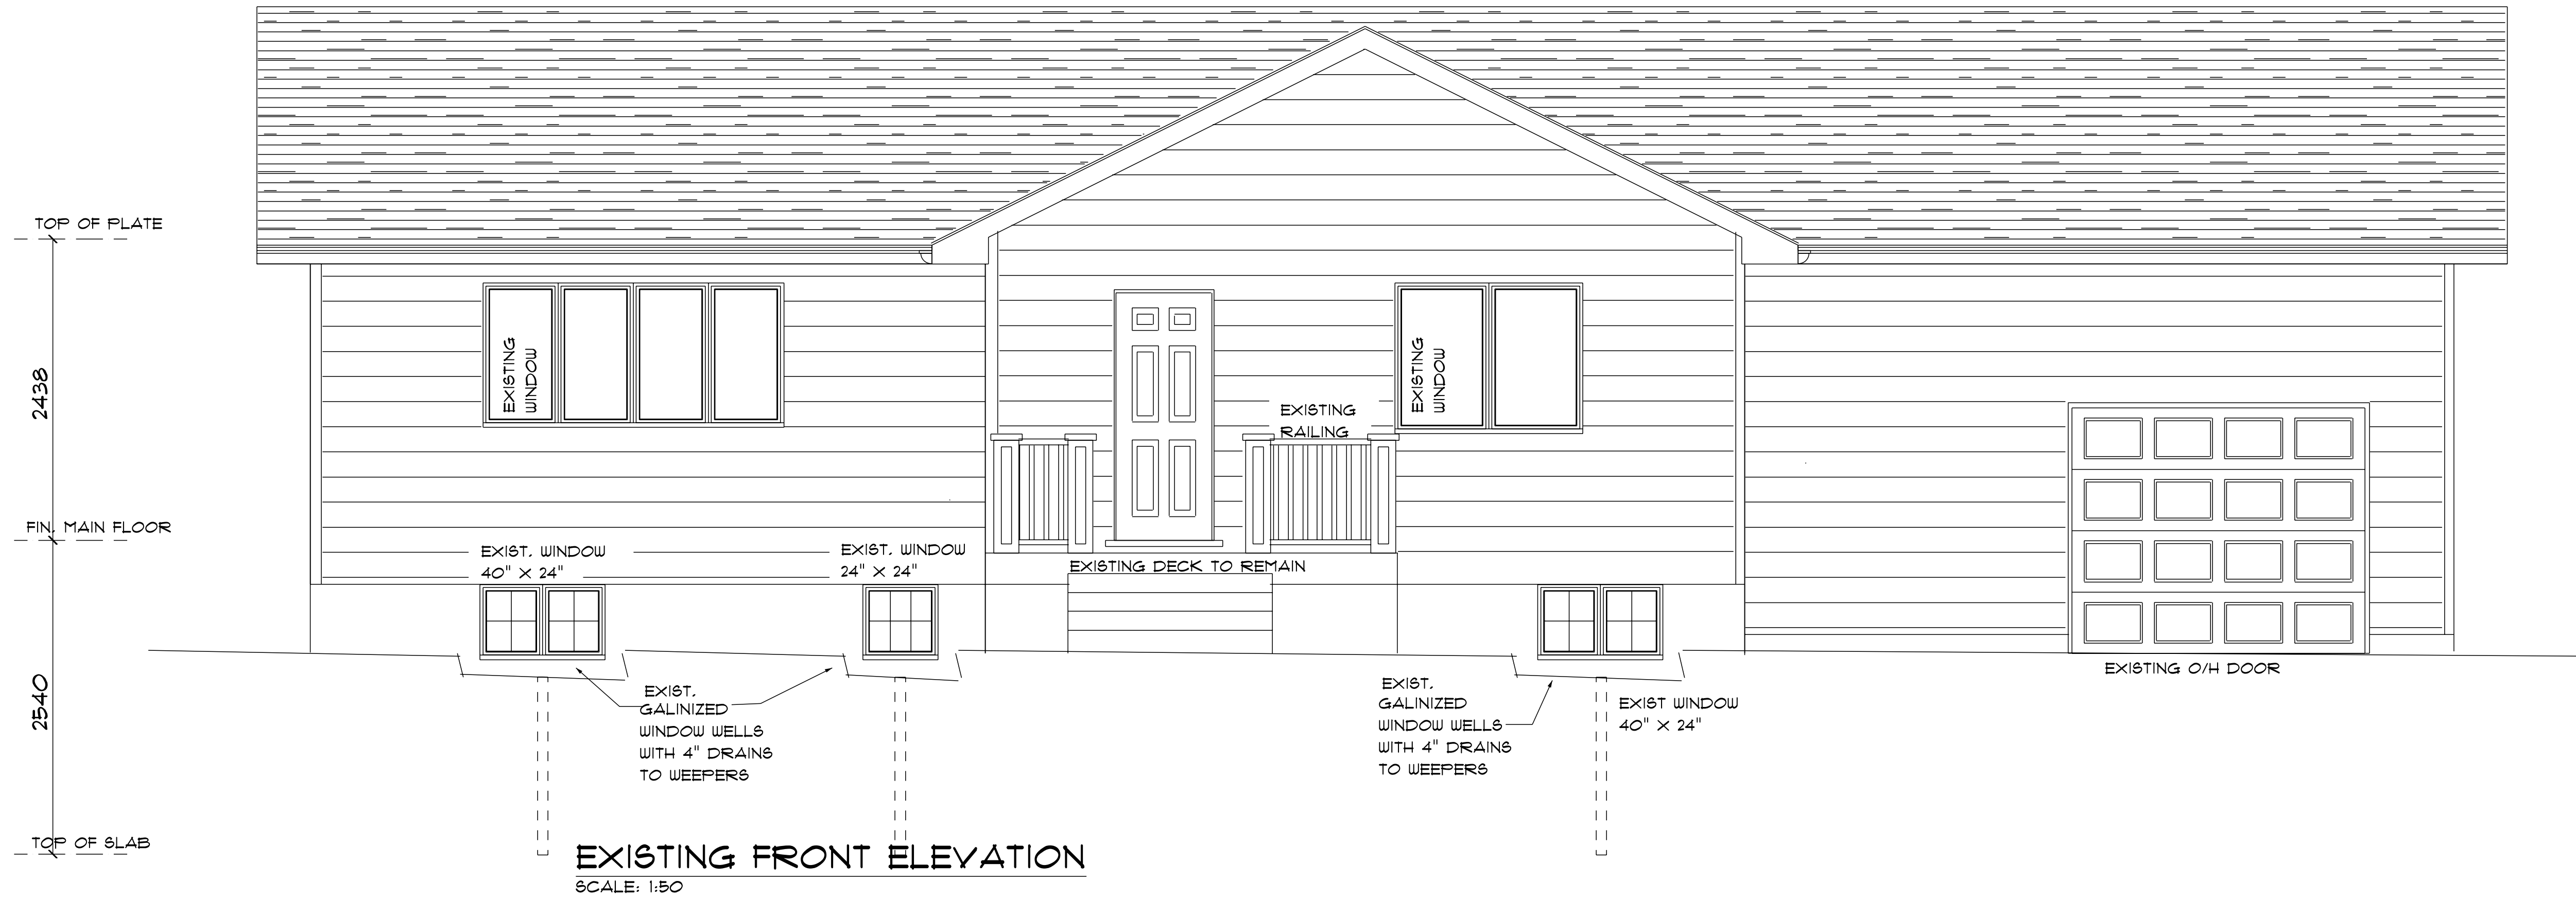 TOP OF PLATE
2438
FIN. MAIN FLOOR
2540
TOP OF SLAB
EXISTING
WINDOW
EXISTING
WINDOW
EXISTING
RAILING
EXIST. WINDOW
40" X 24"
EXIST. WINDOW
24" X 24"
EXISTING DECK TO REMAIN
EXISTING O/H DOOR
EXIST.
GALINIZED
WINDOW WELLS
WITH 4" DRAINS
TO WEEPERS
EXIST.
GALINIZED
WINDOW WELLS
WITH 4" DRAINS
TO WEEPERS
EXIST WINDOW
40" X 24"
EXISTING FRONT ELEVATION
SCALE: 1:50